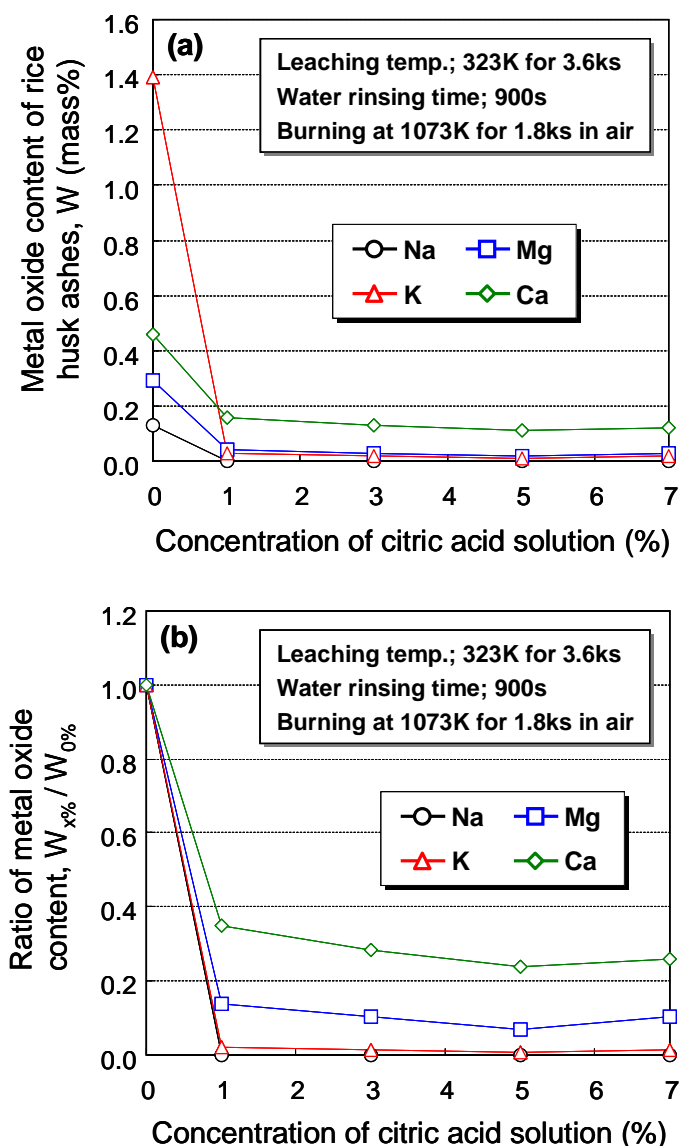 (a)
Leaching temp.; 323K for 3.6ks
Water rinsing time; 900s
Burning at 1073K for 1.8ks in air
Na
Mg
K
Ca
1.6
1.4
1.2
1.0
0.8
0.6
0.4
0.2
0.0
Metal oxide content of rice
husk ashes, W (mass%)
0 1 2 3 4 5 6 7
Concentration of citric acid solution (%)
(b)
Leaching temp.; 323K for 3.6ks
Water rinsing time; 900s
Burning at 1073K for 1.8ks in air
Na
Mg
K
Ca
1.2
1.0
0.8
0.6
0.4
0.2
0.0
Ratio of metal oxide
content, Wx% / W0%
0 1 2 3 4 5 6 7
Concentration of citric acid solution (%)